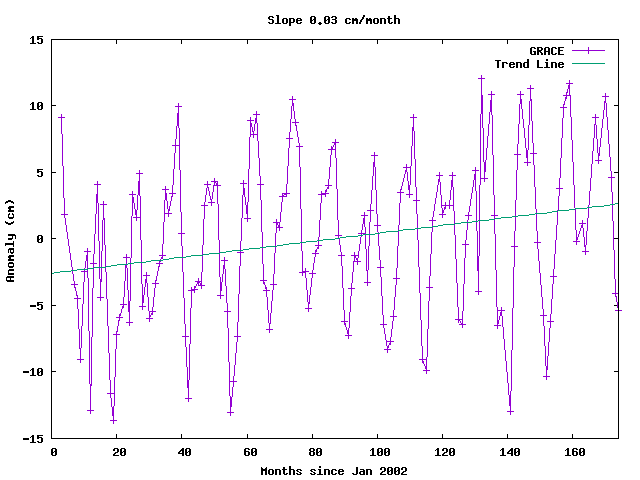 Slope 0.03 cm/month
GRACE
Trend Line
15
10
5
0
-5
-10
-15
Anomaly (cm)
0 20 40 60 80 100 120 140 160
Months since Jan 2002